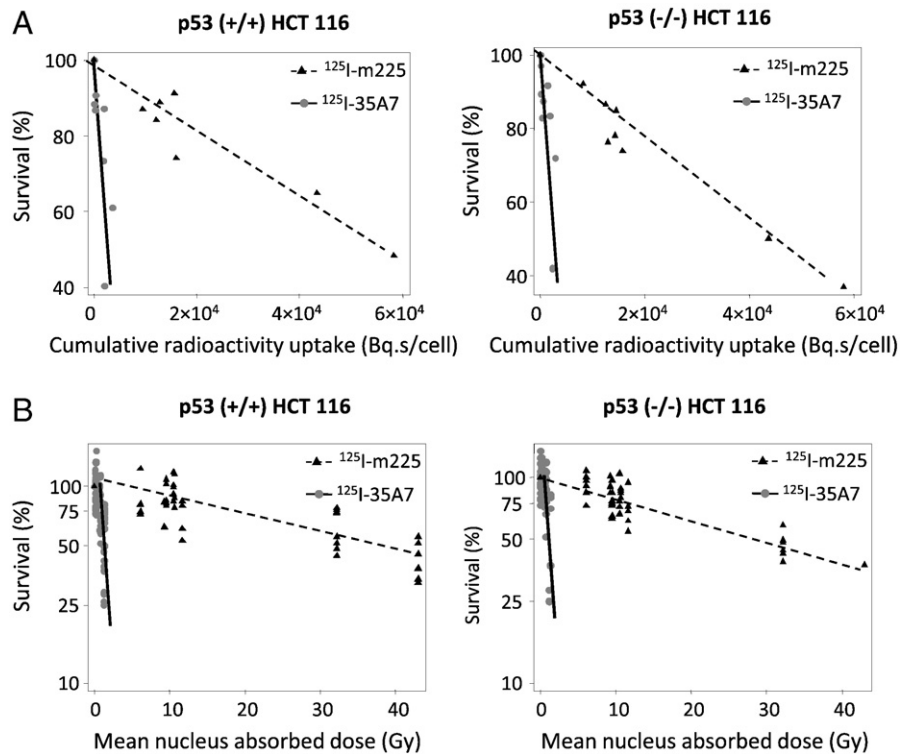 A
p53 (+/+) HCT 116
100
80
60
40
Survival (%)
¹²⁵I-m225
¹²⁵I-35A7
0
2×10⁴
4×10⁴
6×10⁴
Cumulative radioactivity uptake (Bq.s/cell)
p53 (-/-) HCT 116
100
80
60
40
Survival (%)
¹²⁵I-m225
¹²⁵I-35A7
0
2×10⁴
4×10⁴
6×10⁴
Cumulative radioactivity uptake (Bq.s/cell)
B
p53 (+/+) HCT 116
100
75
50
25
10
Survival (%)
¹²⁵I-m225
¹²⁵I-35A7
0
10
20
30
40
Mean nucleus absorbed dose (Gy)
p53 (-/-) HCT 116
100
75
50
25
10
Survival (%)
¹²⁵I-m225
¹²⁵I-35A7
0
10
20
30
40
Mean nucleus absorbed dose (Gy)